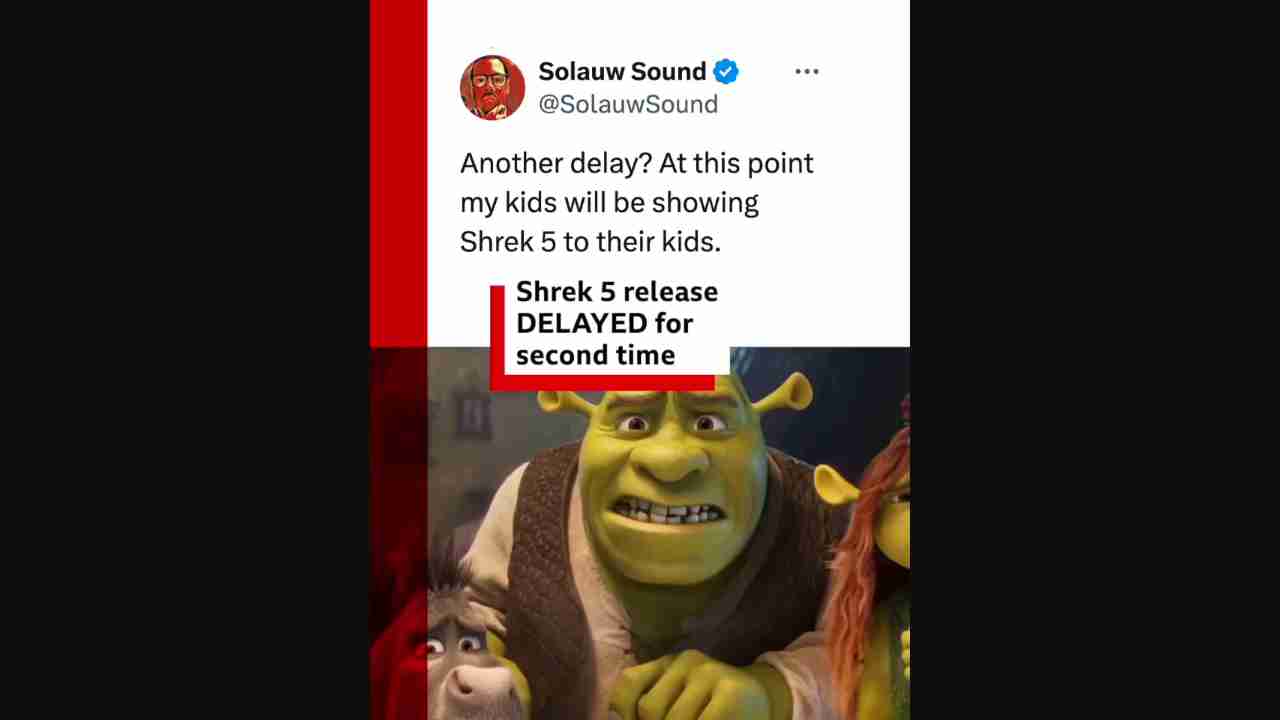 Solauw Sound
@SolauwSound
Another delay? At this point
my kids will be showing
Shrek 5 to their kids.
Shrek 5 release
DELAYED for
second time